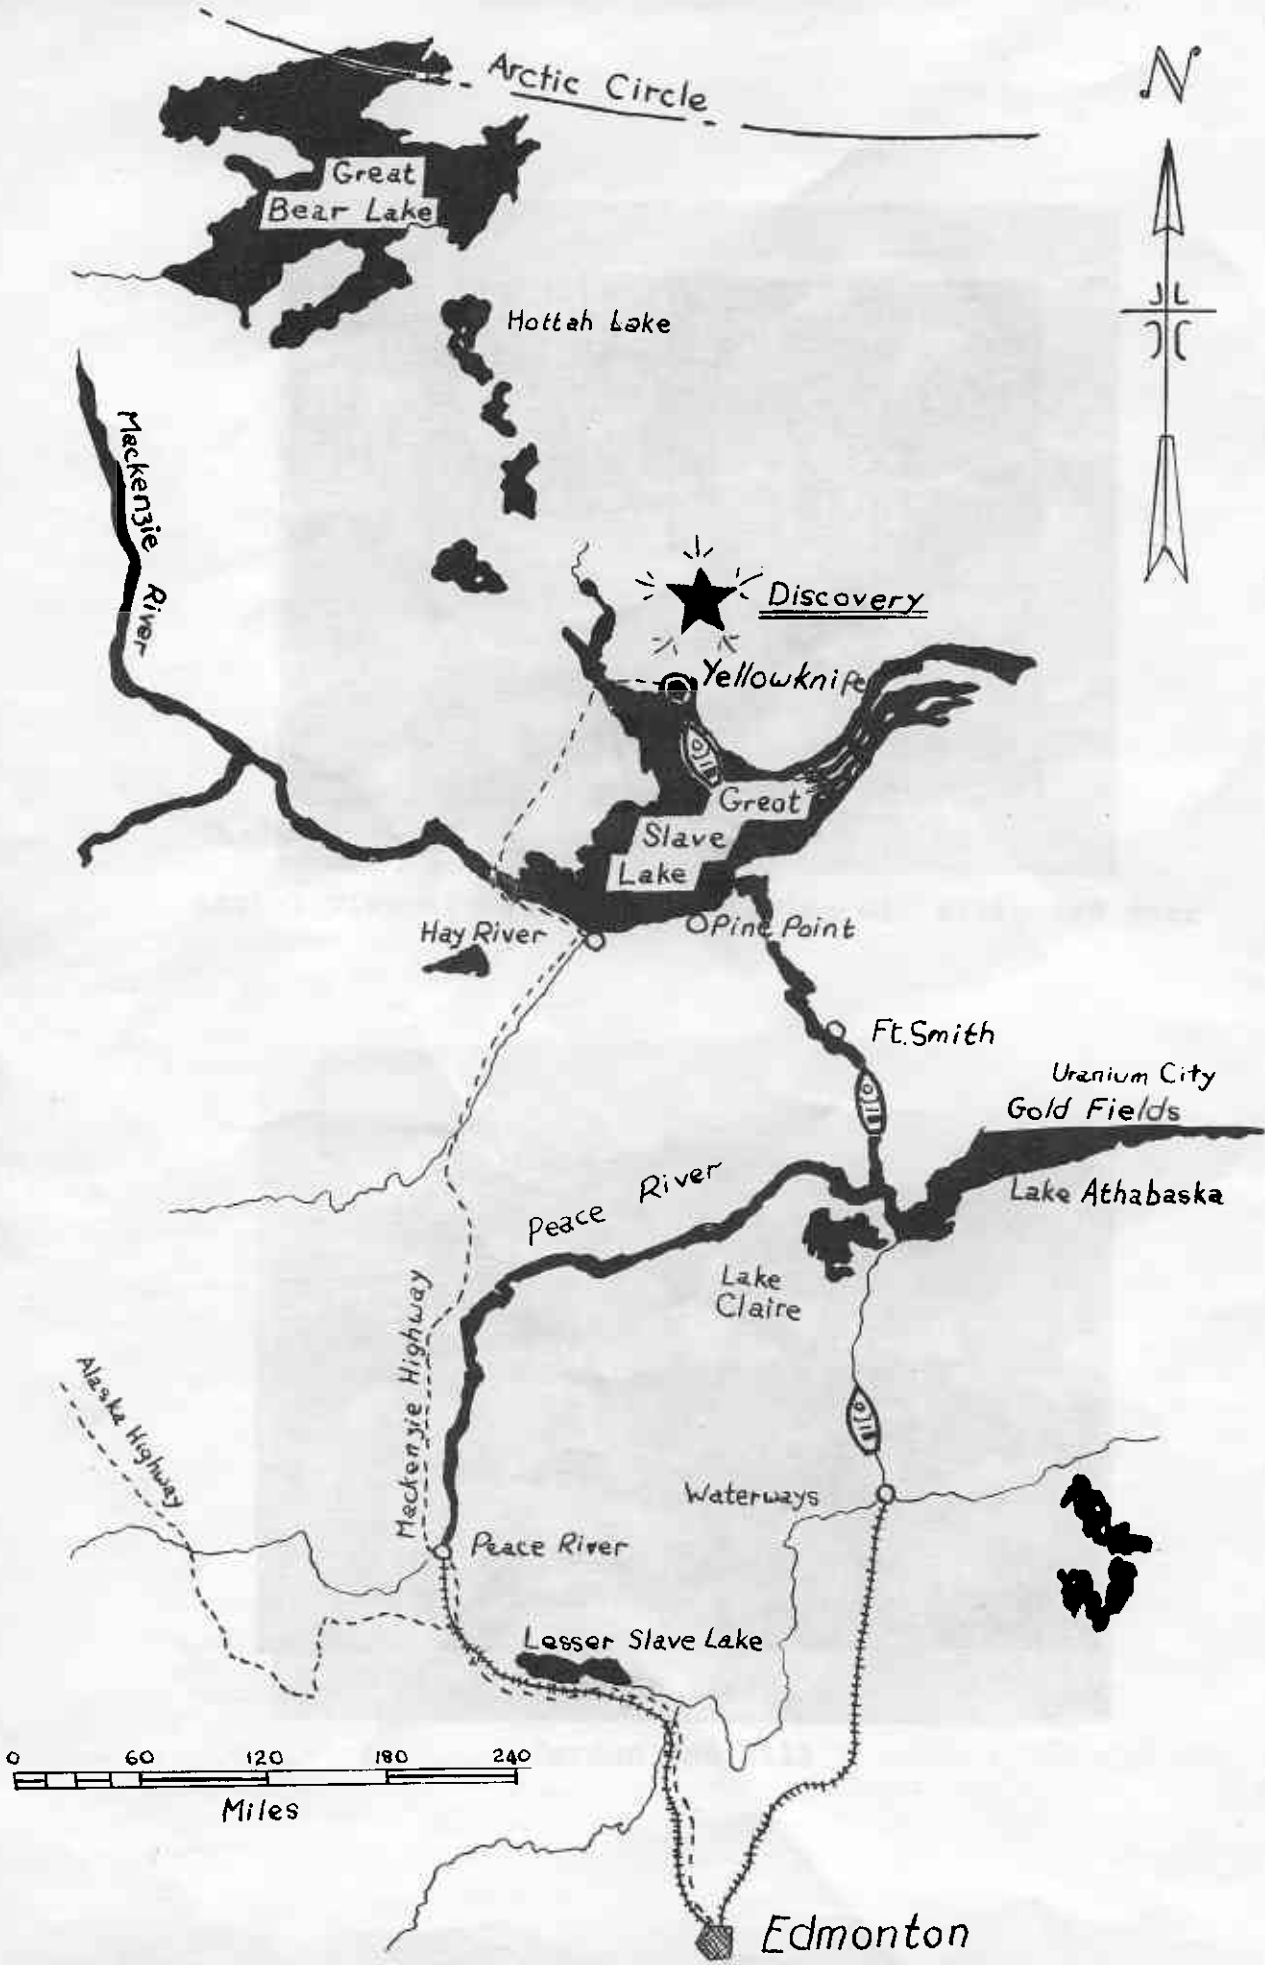 Arctic Circle
N
Great
Bear Lake
Hottah Lake
Mackenzie River
Discovery
Yellowknife
Great
Slave
Lake
Hay River
Pine Point
Ft. Smith
Uranium City
Gold Fields
Peace River
Lake Athabaska
Lake
Claire
Mackenzie Highway
Alaska Highway
Waterways
Peace River
Lesser Slave Lake
0 60 120 180 240
Miles
Edmonton